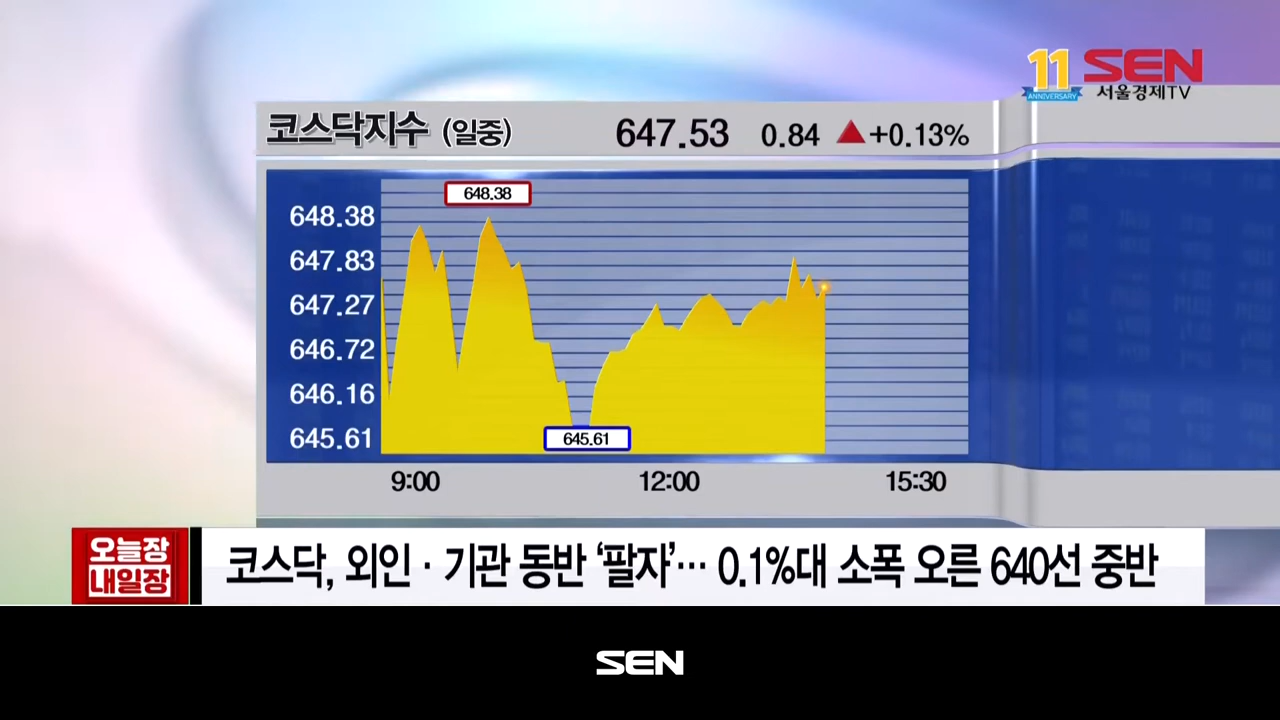 11 SEN
ANNIVERSARY 서울경제TV
코스닥지수 (일중) 647.53 0.84 ▲+0.13%
648.38
648.38
647.83
647.27
646.72
646.16
645.61
645.61
9:00 12:00 15:30
오늘장
내일장
코스닥, 외인·기관 동반 ‘팔자’… 0.1%대 소폭 오른 640선 중반
SEN